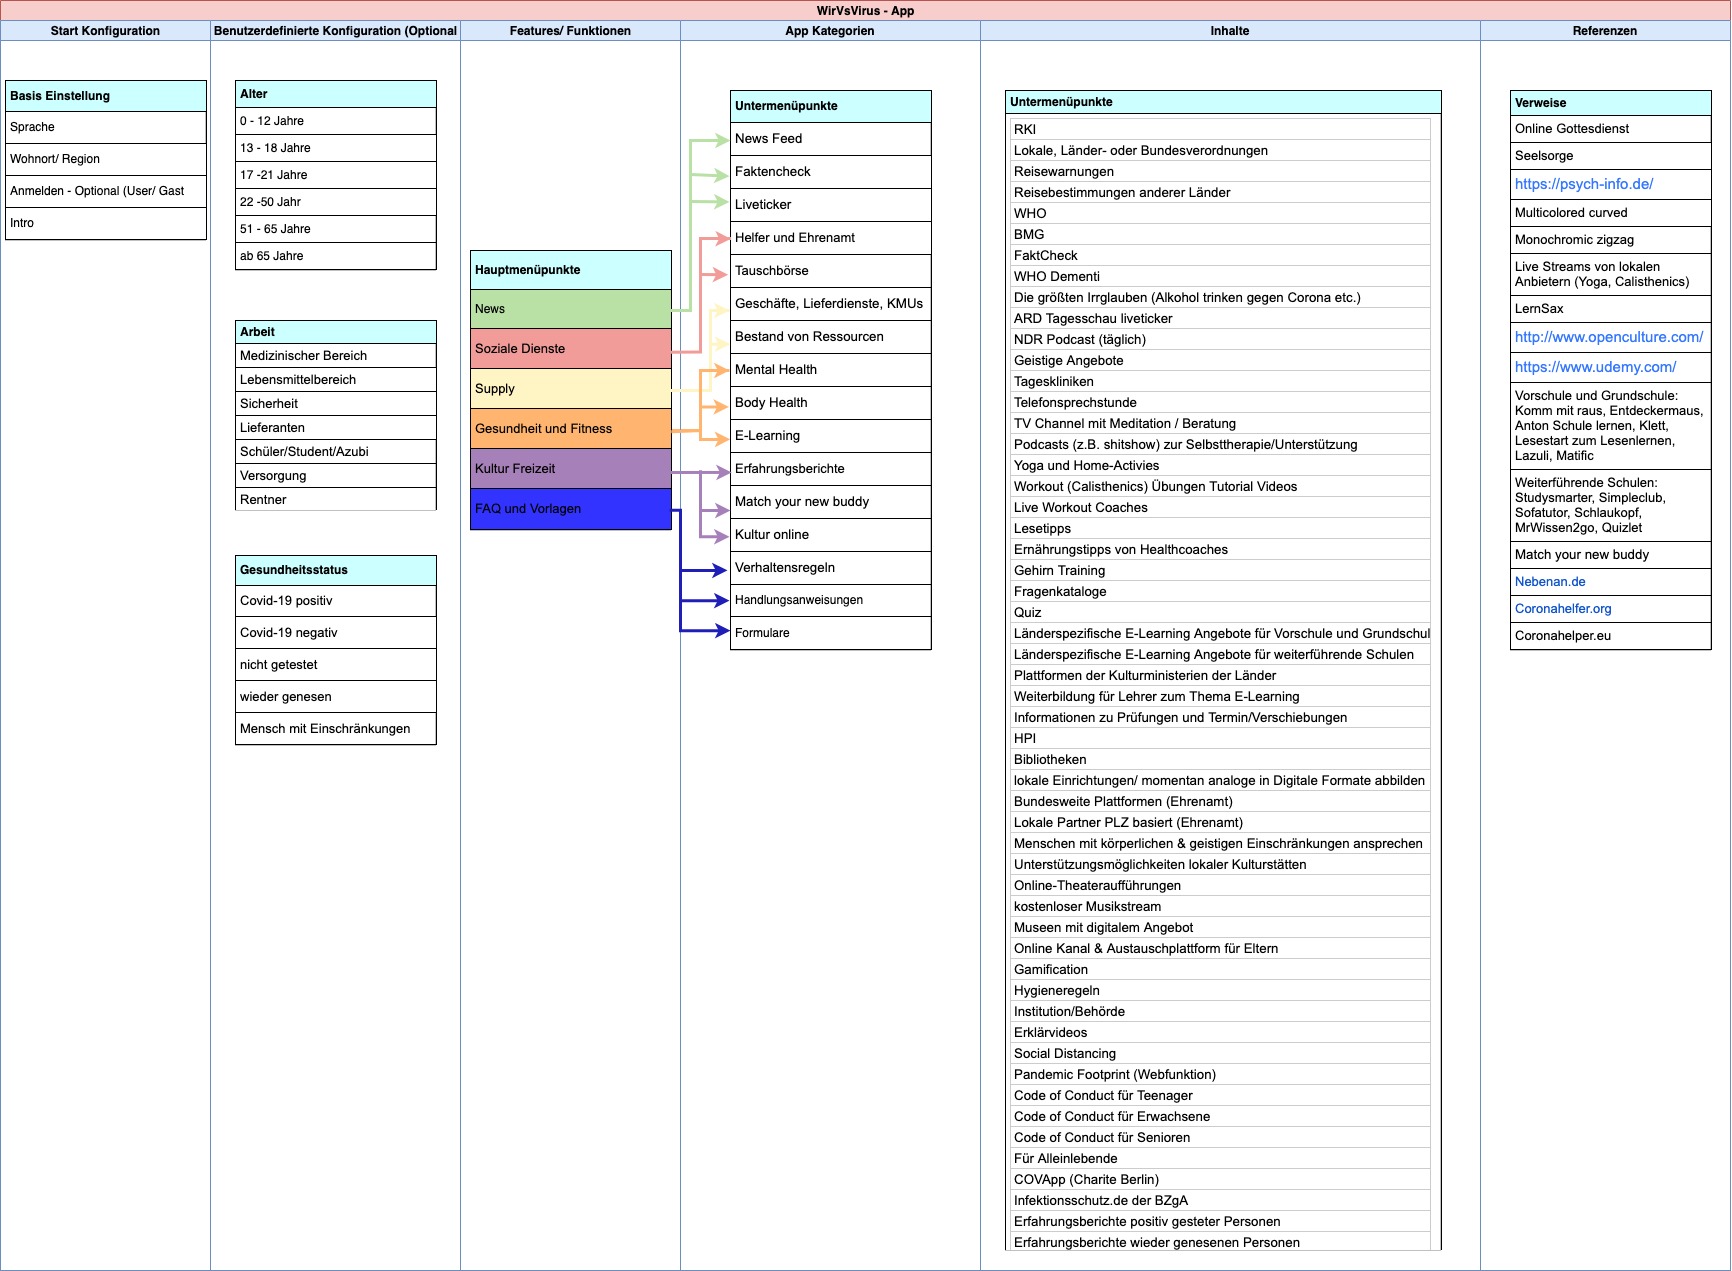 WirVsVirus - App
Start Konfiguration
Benutzerdefinierte Konfiguration (Optional
Features/ Funktionen
App Kategorien
Inhalte
Referenzen
Basis Einstellung
Sprache
Wohnort/ Region
Anmelden - Optional (User/ Gast
Intro
Alter
0 - 12 Jahre
13 - 18 Jahre
17 -21 Jahre
22 -50 Jahr
51 - 65 Jahre
ab 65 Jahre
Arbeit
Medizinischer Bereich
Lebensmittelbereich
Sicherheit
Lieferanten
Schüler/Student/Azubi
Versorgung
Rentner
Gesundheitsstatus
Covid-19 positiv
Covid-19 negativ
nicht getestet
wieder genesen
Mensch mit Einschränkungen
Hauptmenüpunkte
News
Soziale Dienste
Supply
Gesundheit und Fitness
Kultur Freizeit
FAQ und Vorlagen
Untermenüpunkte
News Feed
Faktencheck
Liveticker
Helfer und Ehrenamt
Tauschbörse
Geschäfte, Lieferdienste, KMUs
Bestand von Ressourcen
Mental Health
Body Health
E-Learning
Erfahrungsberichte
Match your new buddy
Kultur online
Verhaltensregeln
Handlungsanweisungen
Formulare
Untermenüpunkte
RKI
Lokale, Länder- oder Bundesverordnungen
Reisewarnungen
Reisebestimmungen anderer Länder
WHO
BMG
FaktCheck
WHO Dementi
Die größten Irrglauben (Alkohol trinken gegen Corona etc.)
ARD Tagesschau liveticker
NDR Podcast (täglich)
Geistige Angebote
Tageskliniken
Telefonsprechstunde
TV Channel mit Meditation / Beratung
Podcasts (z.B. shitshow) zur Selbsttherapie/Unterstützung
Yoga und Home-Activies
Workout (Calisthenics) Übungen Tutorial Videos
Live Workout Coaches
Lesetipps
Ernährungstipps von Healthcoaches
Gehirn Training
Fragenkataloge
Quiz
Länderspezifische E-Learning Angebote für Vorschule und Grundschul
Länderspezifische E-Learning Angebote für weiterführende Schulen
Plattformen der Kulturministerien der Länder
Weiterbildung für Lehrer zum Thema E-Learning
Informationen zu Prüfungen und Termin/Verschiebungen
HPI
Bibliotheken
lokale Einrichtungen/ momentan analoge in Digitale Formate abbilden
Bundesweite Plattformen (Ehrenamt)
Lokale Partner PLZ basiert (Ehrenamt)
Menschen mit körperlichen & geistigen Einschränkungen ansprechen
Unterstützungsmöglichkeiten lokaler Kulturstätten
Online-Theateraufführungen
kostenloser Musikstream
Museen mit digitalem Angebot
Online Kanal & Austauschplattform für Eltern
Gamification
Hygieneregeln
Institution/Behörde
Erklärvideos
Social Distancing
Pandemic Footprint (Webfunktion)
Code of Conduct für Teenager
Code of Conduct für Erwachsene
Code of Conduct für Senioren
Für Alleinlebende
COVApp (Charite Berlin)
Infektionsschutz.de der BZgA
Erfahrungsberichte positiv gesteter Personen
Erfahrungsberichte wieder genesenen Personen
Verweise
Online Gottesdienst
Seelsorge
https://psych-info.de/
Multicolored curved
Monochromic zigzag
Live Streams von lokalen
Anbietern (Yoga, Calisthenics)
LernSax
http://www.openculture.com/
https://www.udemy.com/
Vorschule und Grundschule:
Komm mit raus, Entdeckermaus,
Anton Schule lernen, Klett,
Lesestart zum Lesenlernen,
Lazuli, Matific
Weiterführende Schulen:
Studysmarter, Simpleclub,
Sofatutor, Schlaukopf,
MrWissen2go, Quizlet
Match your new buddy
Nebenan.de
Coronahelfer.org
Coronahelper.eu